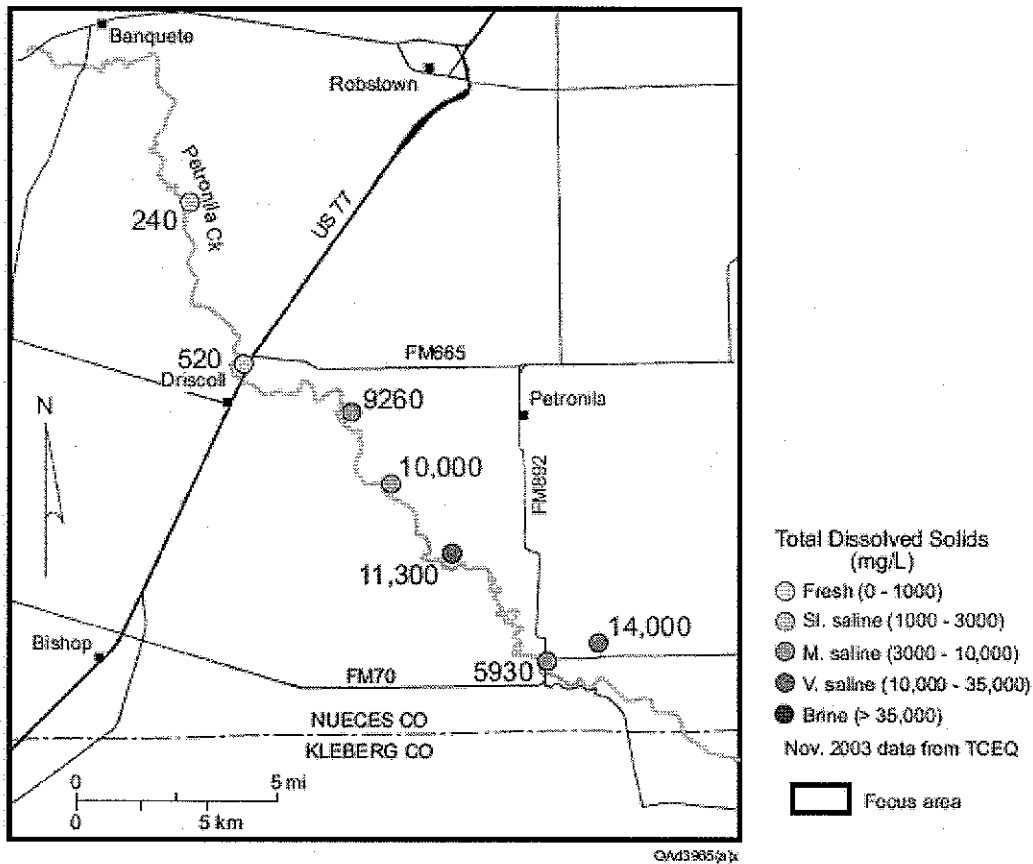 Banquete
Robstown
Petronila Ck
240
US 77
520
FM665
Driscoll
9260
Petronila
N
10,000
FM892
11,300
14,000
Bishop
5930
FM70
NUECES CO
KLEBERG CO
0 5 mi
0 5 km
Total Dissolved Solids
(mg/L)
Fresh (0 - 1000)
Sl. saline (1000 - 3000)
M. saline (3000 - 10,000)
V. saline (10,000 - 35,000)
Brine (> 35,000)
Nov. 2003 data from TCEQ
Focus area
QAd3965(a)x